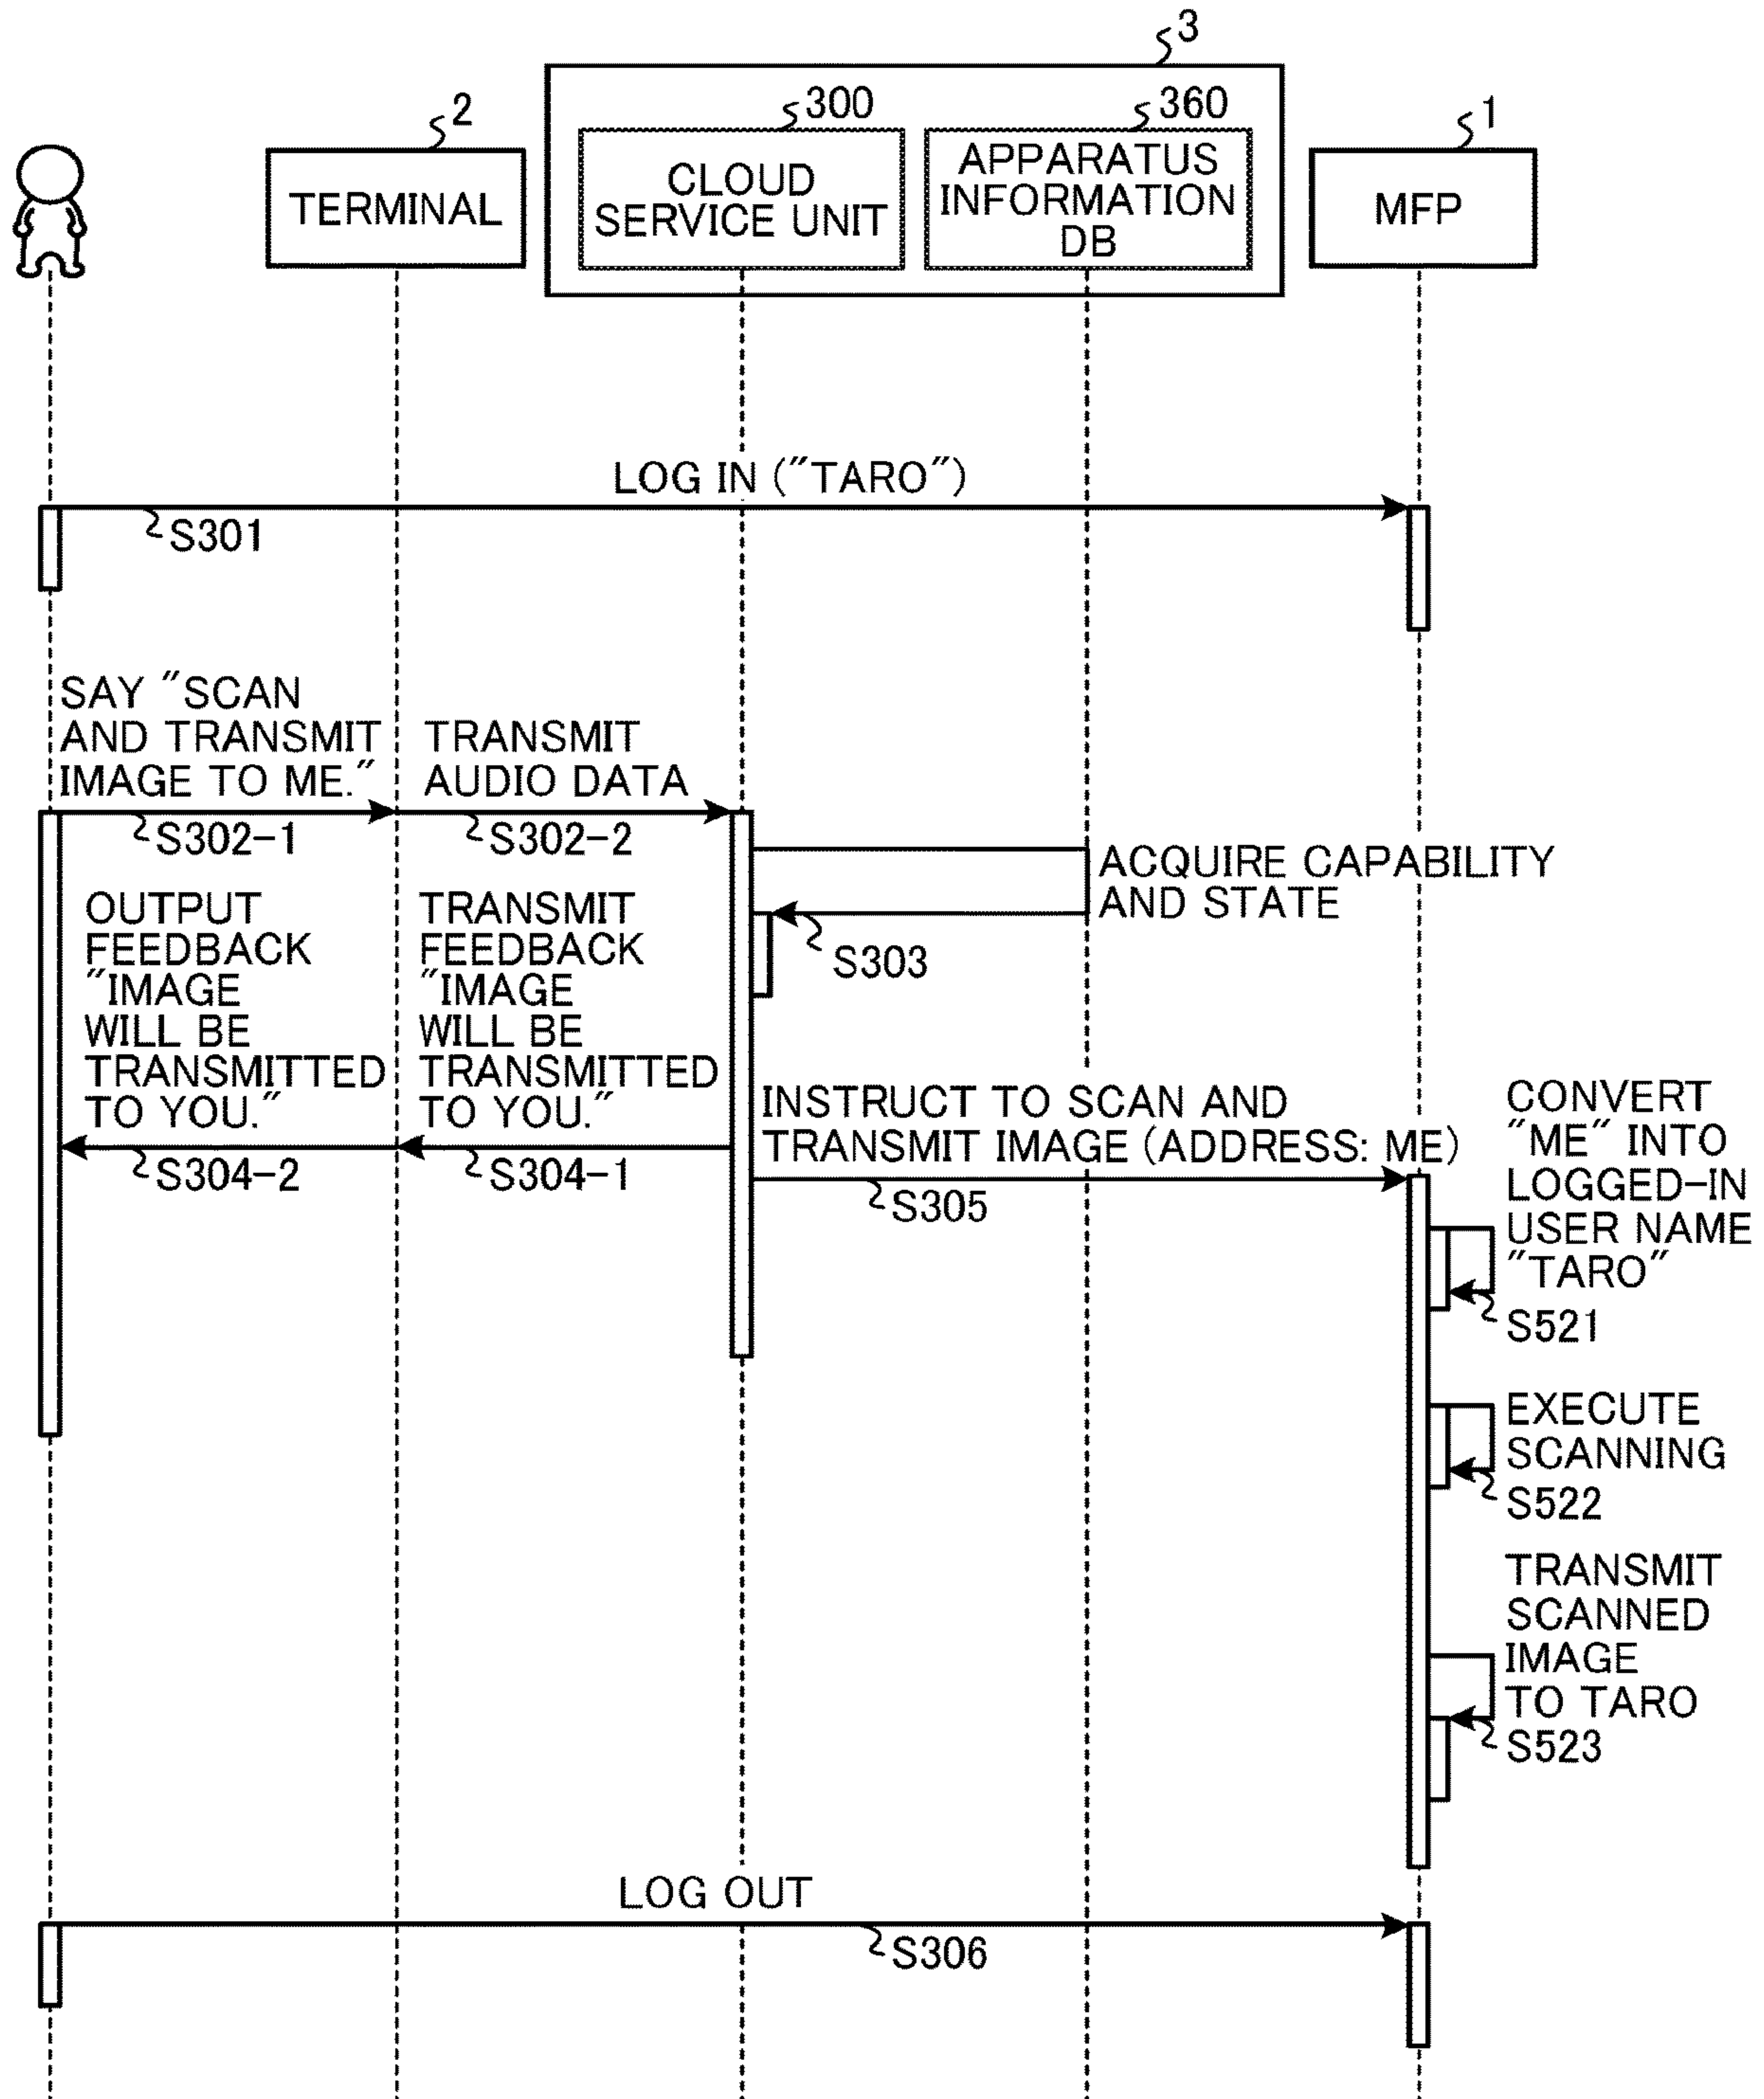 3
2
300
360
1
TERMINAL
CLOUD
SERVICE UNIT
APPARATUS
INFORMATION
DB
MFP
LOG IN ("TARO")
S301
SAY "SCAN
AND TRANSMIT
IMAGE TO ME."
TRANSMIT
AUDIO DATA
S302-1
S302-2
ACQUIRE CAPABILITY
AND STATE
S303
OUTPUT
FEEDBACK
"IMAGE
WILL BE
TRANSMITTED
TO YOU."
TRANSMIT
FEEDBACK
"IMAGE
WILL BE
TRANSMITTED
TO YOU."
S304-2
S304-1
INSTRUCT TO SCAN AND
TRANSMIT IMAGE (ADDRESS: ME)
S305
CONVERT
"ME" INTO
LOGGED-IN
USER NAME
"TARO"
S521
EXECUTE
SCANNING
S522
TRANSMIT
SCANNED
IMAGE
TO TARO
S523
LOG OUT
S306